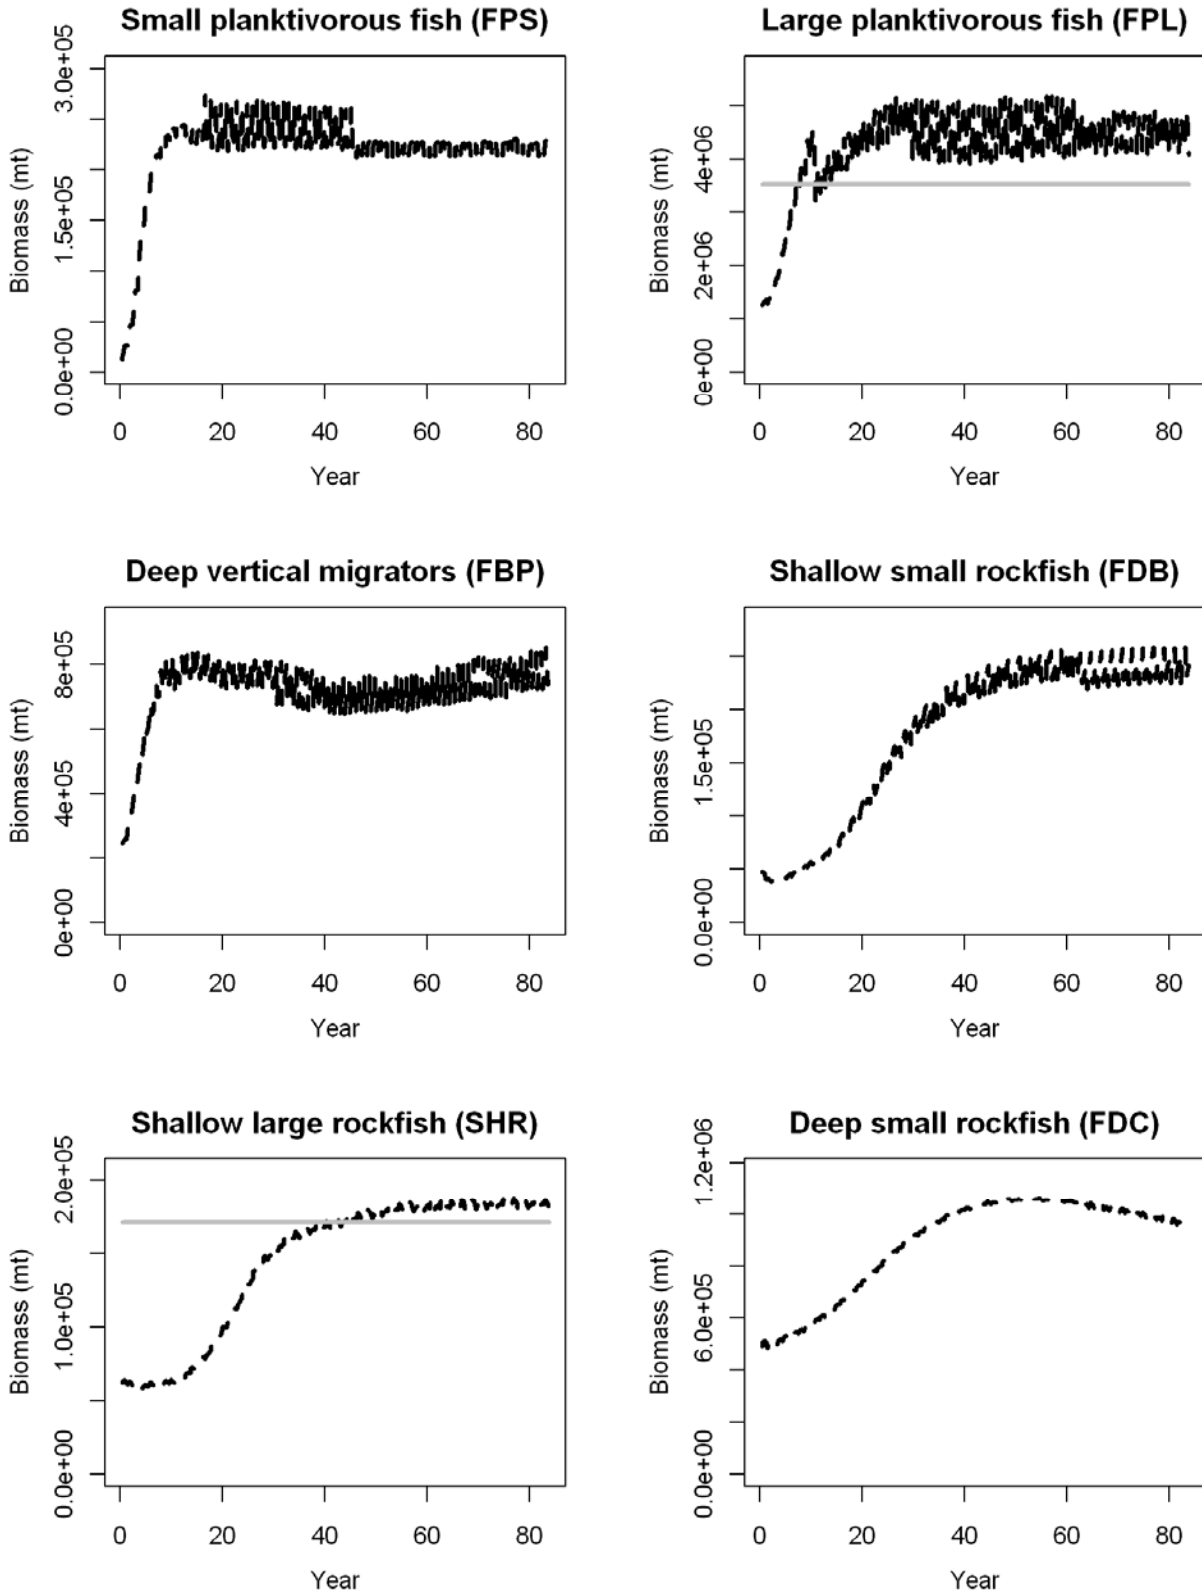 Small planktivorous fish (FPS)
Biomass (mt)
3.0e+05
1.5e+05
0.0e+00
0 20 40 60 80
Year
Large planktivorous fish (FPL)
Biomass (mt)
4e+06
2e+06
0e+00
0 20 40 60 80
Year
Deep vertical migrators (FBP)
Biomass (mt)
8e+05
4e+05
0e+00
0 20 40 60 80
Year
Shallow small rockfish (FDB)
Biomass (mt)
1.5e+05
0.0e+00
0 20 40 60 80
Year
Shallow large rockfish (SHR)
Biomass (mt)
2.0e+05
1.0e+05
0.0e+00
0 20 40 60 80
Year
Deep small rockfish (FDC)
Biomass (mt)
1.2e+06
6.0e+05
0.0e+00
0 20 40 60 80
Year